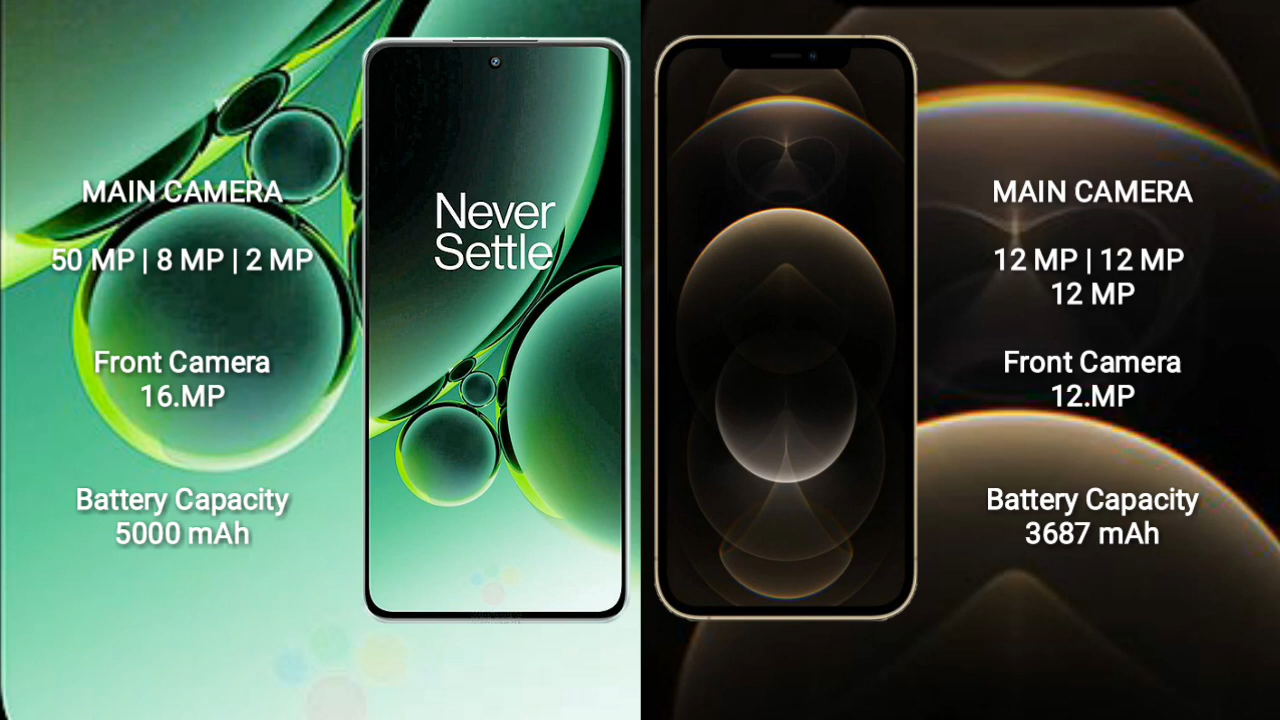 MAIN CAMERA
50 MP | 8 MP | 2 MP
Front Camera
16.MP
Battery Capacity
5000 mAh
Never
Settle
MAIN CAMERA
12 MP | 12 MP
12 MP
Front Camera
12.MP
Battery Capacity
3687 mAh